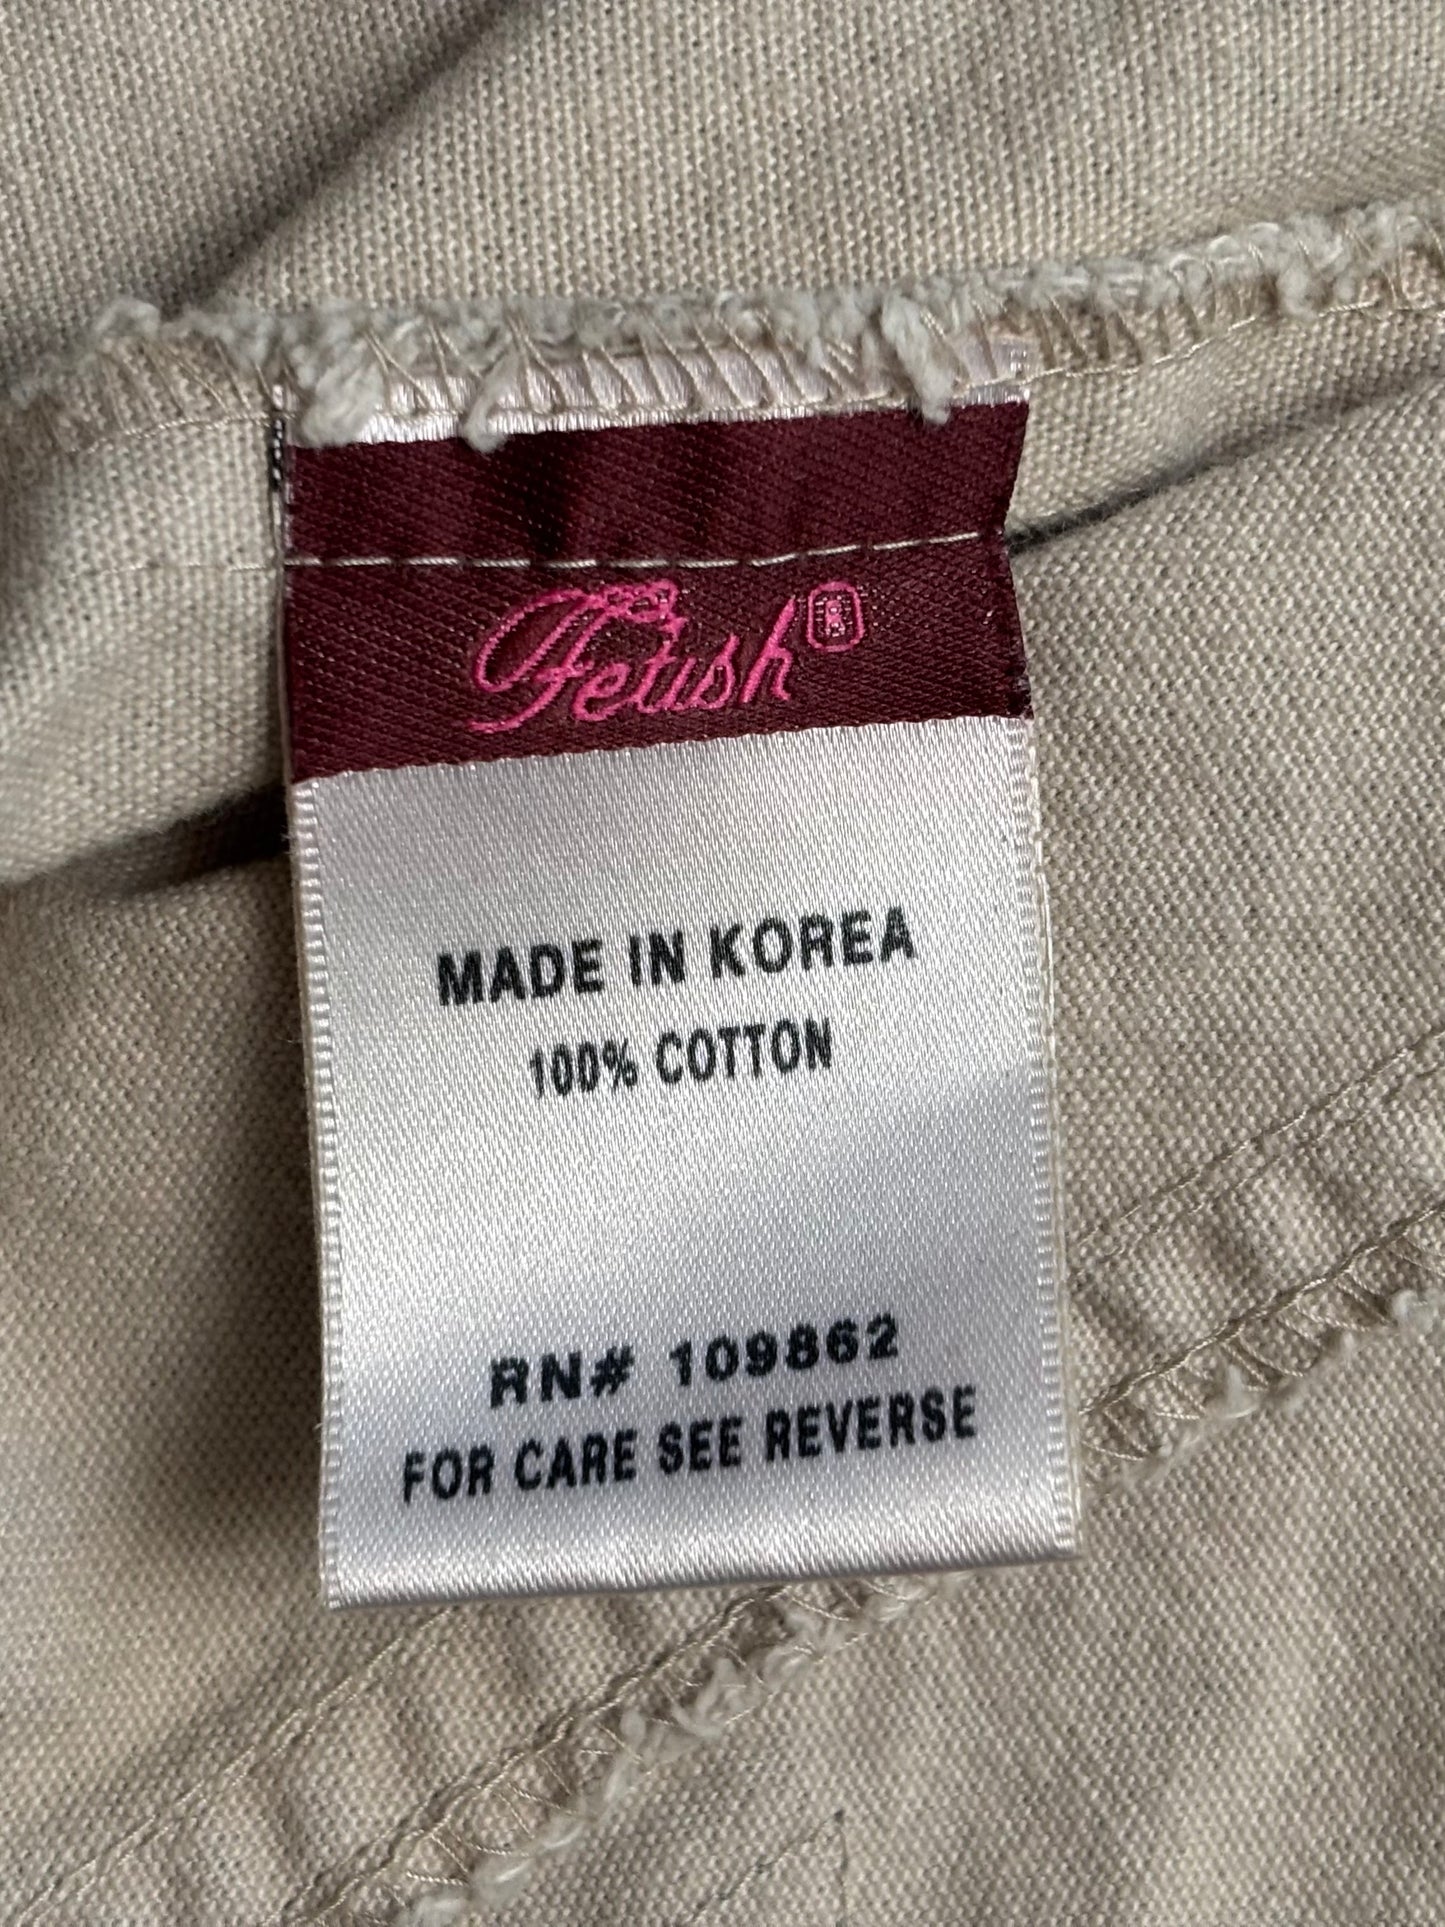 Fetish®
MADE IN KOREA
100% COTTON
RN# 109862
FOR CARE SEE REVERSE